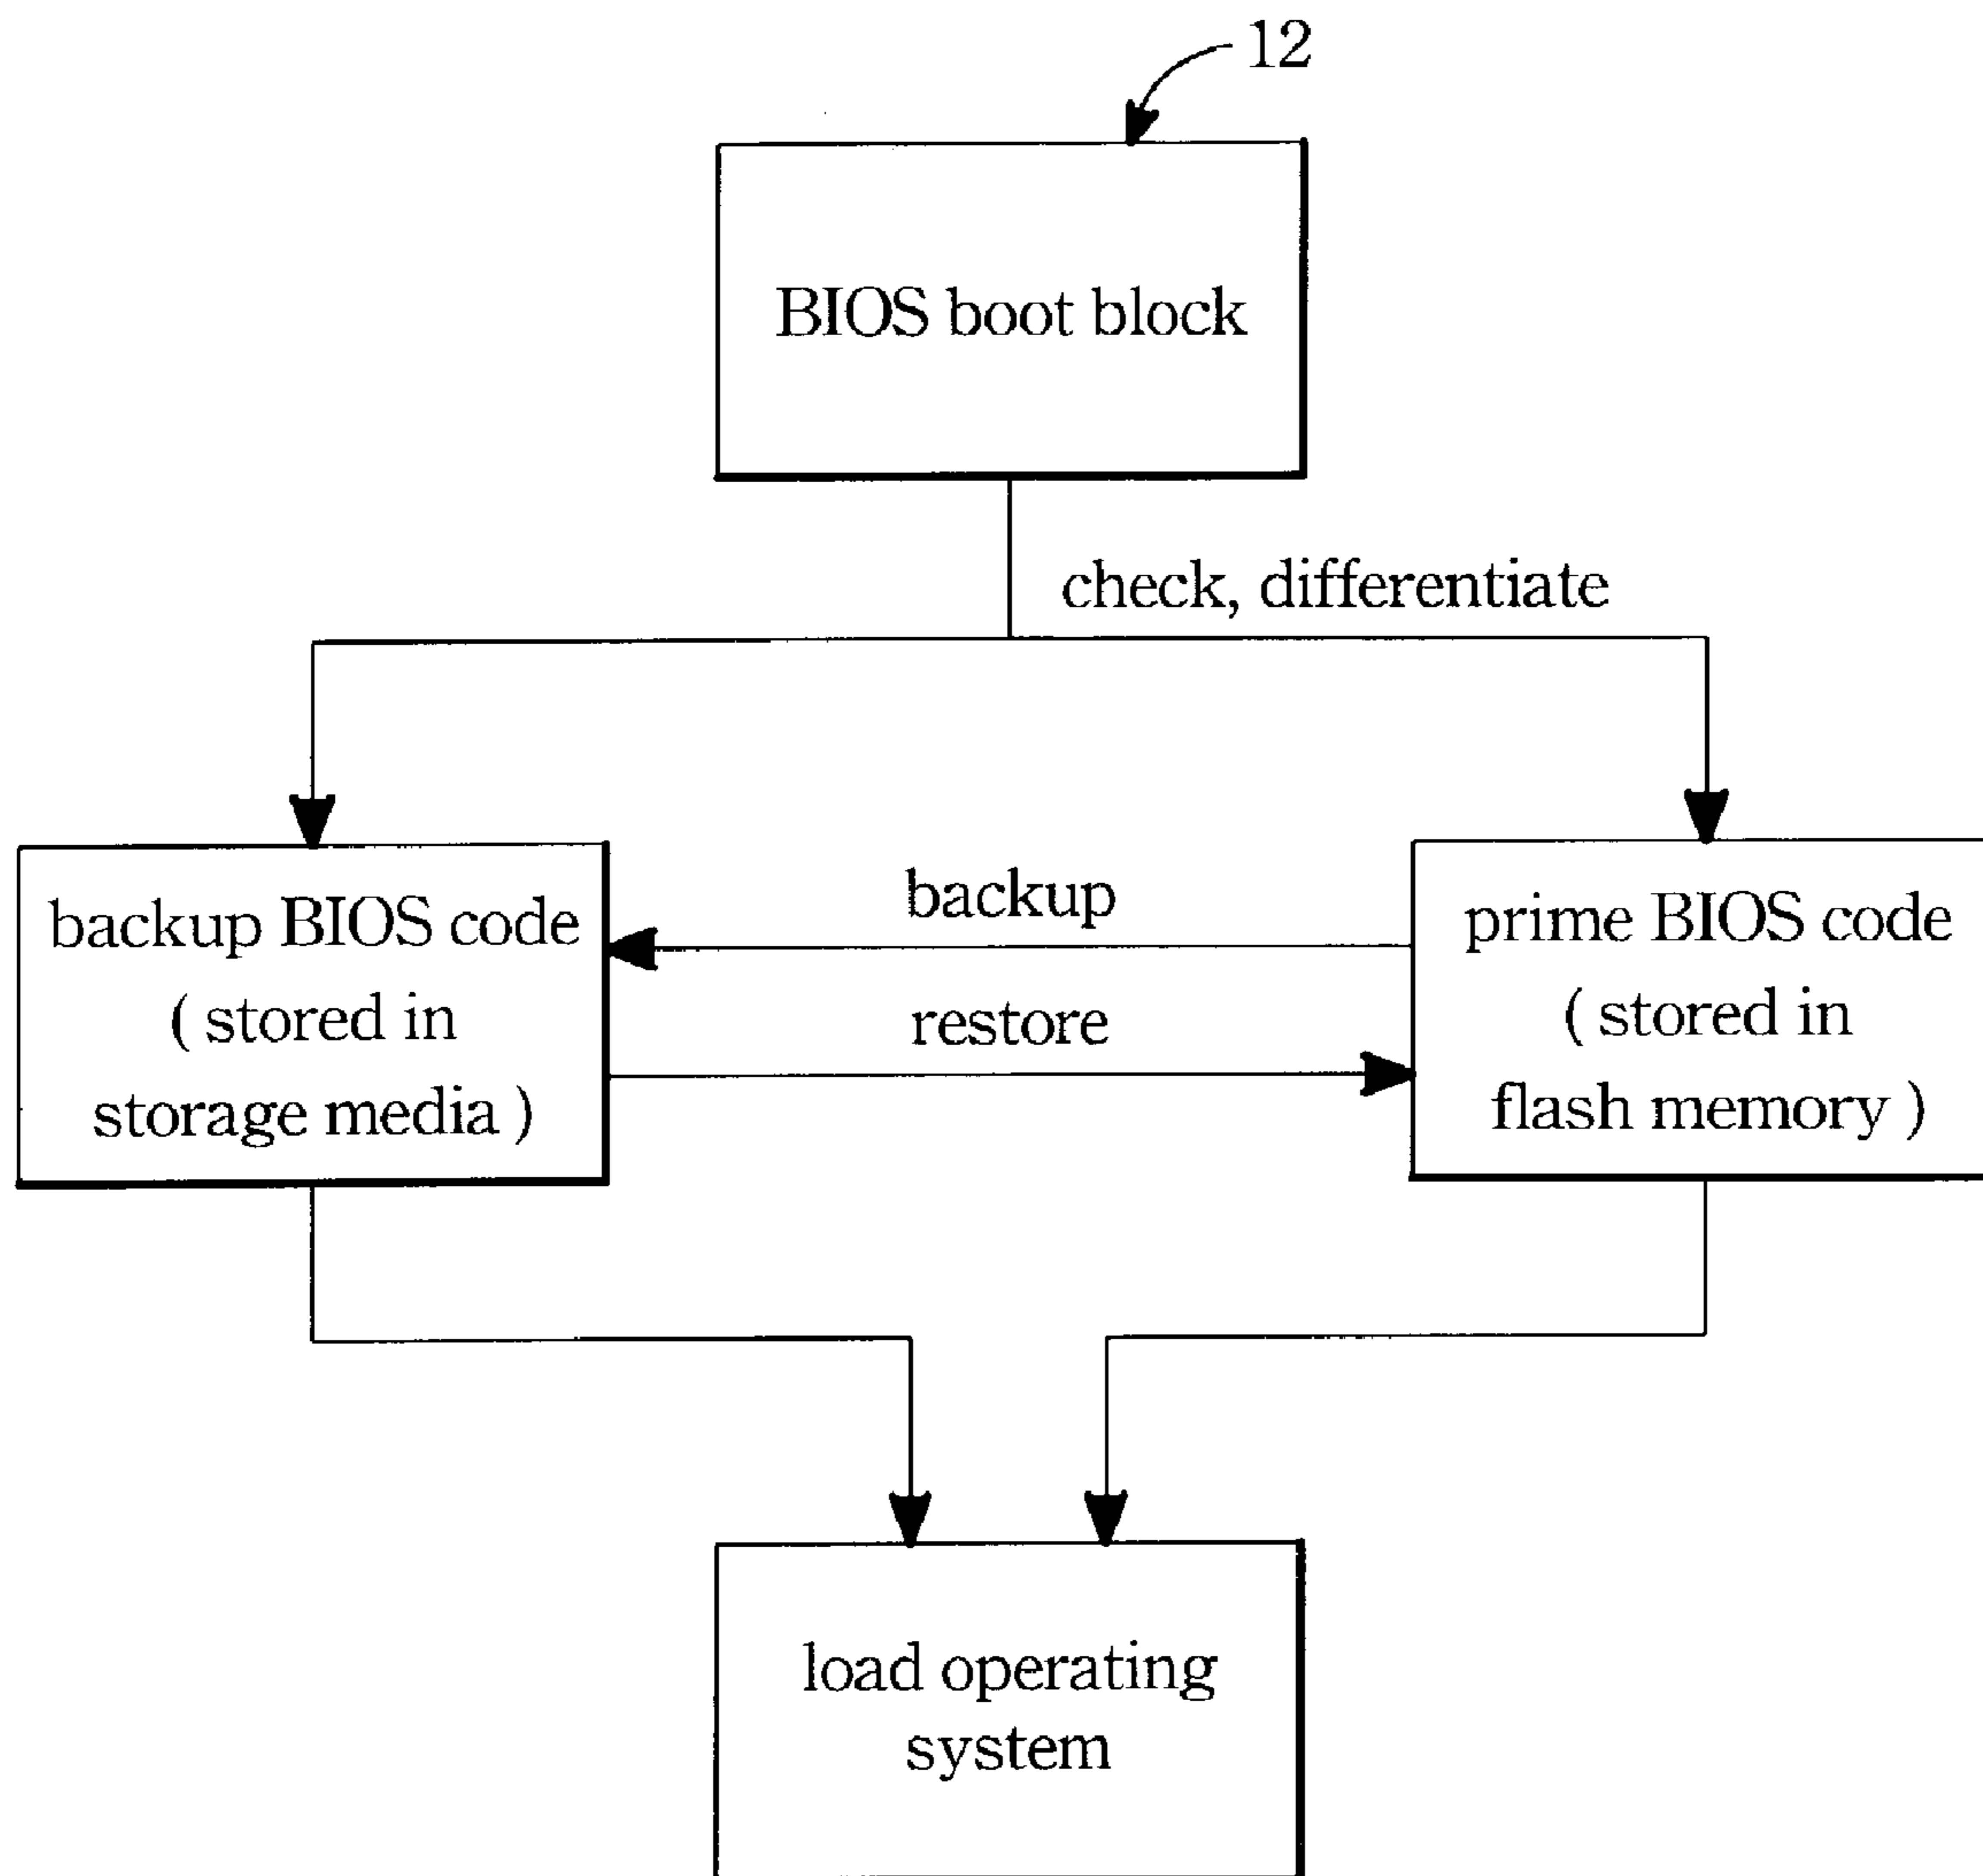 12
BIOS boot block
check, differentiate
backup BIOS code
( stored in
storage media )
backup
restore
prime BIOS code
( stored in
flash memory )
load operating
system